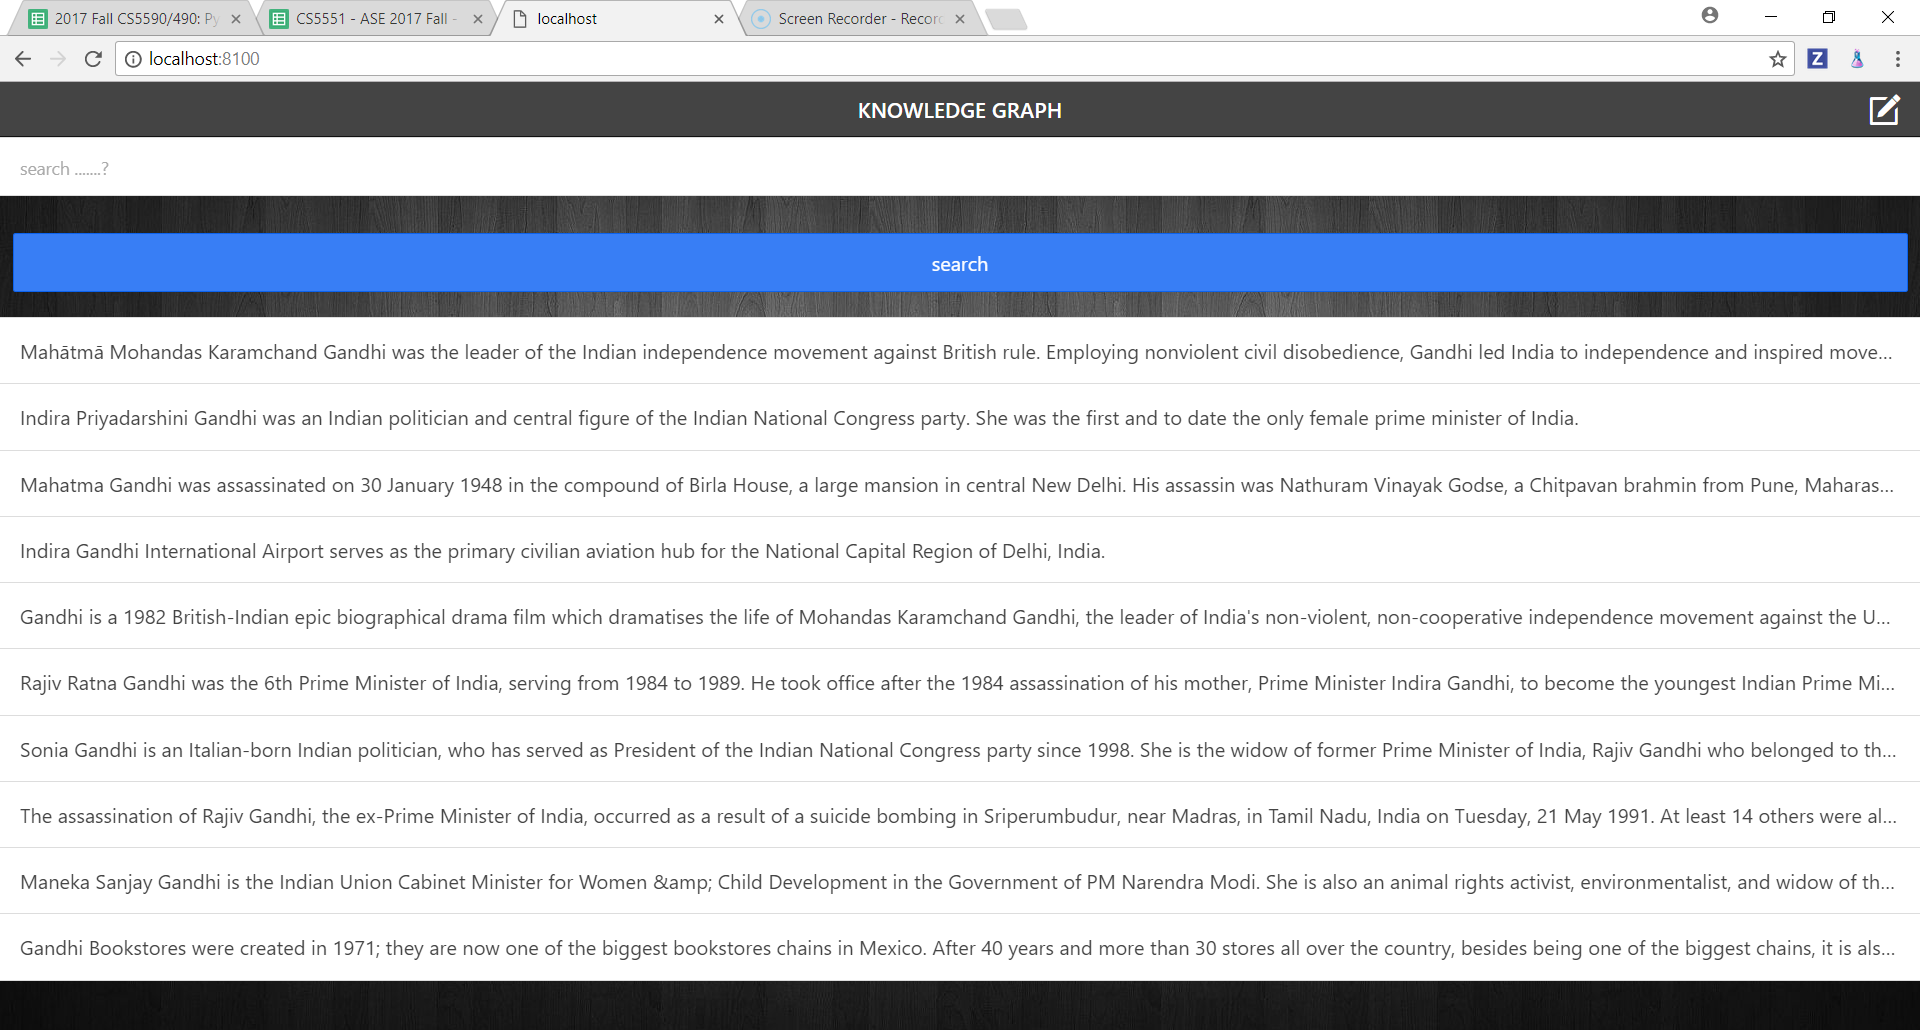 2017 Fall CS5590/490: Py
CS5551 - ASE 2017 Fall -
localhost
Screen Recorder - Record
localhost:8100
Z
KNOWLEDGE GRAPH
search .......?
search
Mahātmā Mohandas Karamchand Gandhi was the leader of the Indian independence movement against British rule. Employing nonviolent civil disobedience, Gandhi led India to independence and inspired move...
Indira Priyadarshini Gandhi was an Indian politician and central figure of the Indian National Congress party. She was the first and to date the only female prime minister of India.
Mahatma Gandhi was assassinated on 30 January 1948 in the compound of Birla House, a large mansion in central New Delhi. His assassin was Nathuram Vinayak Godse, a Chitpavan brahmin from Pune, Maharas...
Indira Gandhi International Airport serves as the primary civilian aviation hub for the National Capital Region of Delhi, India.
Gandhi is a 1982 British-Indian epic biographical drama film which dramatises the life of Mohandas Karamchand Gandhi, the leader of India's non-violent, non-cooperative independence movement against the U...
Rajiv Ratna Gandhi was the 6th Prime Minister of India, serving from 1984 to 1989. He took office after the 1984 assassination of his mother, Prime Minister Indira Gandhi, to become the youngest Indian Prime Mi...
Sonia Gandhi is an Italian-born Indian politician, who has served as President of the Indian National Congress party since 1998. She is the widow of former Prime Minister of India, Rajiv Gandhi who belonged to th...
The assassination of Rajiv Gandhi, the ex-Prime Minister of India, occurred as a result of a suicide bombing in Sriperumbudur, near Madras, in Tamil Nadu, India on Tuesday, 21 May 1991. At least 14 others were al...
Maneka Sanjay Gandhi is the Indian Union Cabinet Minister for Women &amp; Child Development in the Government of PM Narendra Modi. She is also an animal rights activist, environmentalist, and widow of th...
Gandhi Bookstores were created in 1971; they are now one of the biggest bookstores chains in Mexico. After 40 years and more than 30 stores all over the country, besides being one of the biggest chains, it is als...